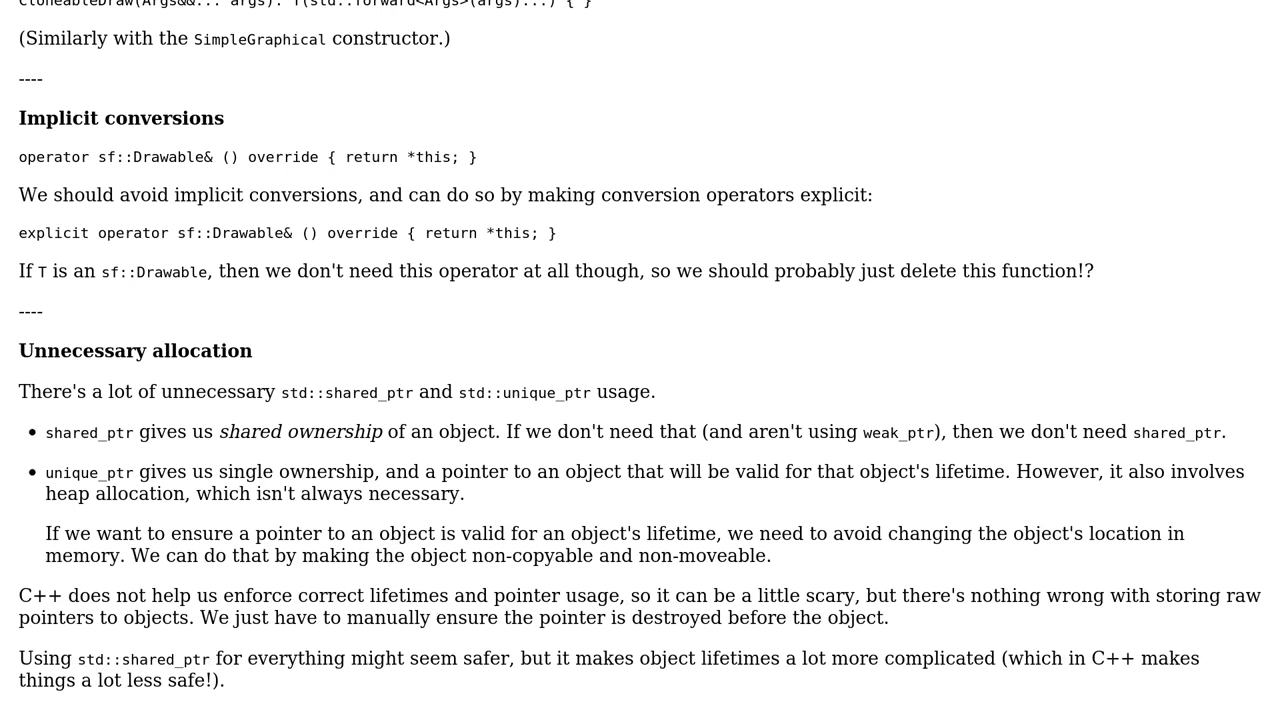 CloneableDraw(Args&&... args): T(std::forward<Args>(args)...) { }
(Similarly with the SimpleGraphical constructor.)
----
Implicit conversions
operator sf::Drawable& () override { return *this; }
We should avoid implicit conversions, and can do so by making conversion operators explicit:
explicit operator sf::Drawable& () override { return *this; }
If T is an sf::Drawable, then we don't need this operator at all though, so we should probably just delete this function!?
----
Unnecessary allocation
There's a lot of unnecessary std::shared_ptr and std::unique_ptr usage.
• shared_ptr gives us shared ownership of an object. If we don't need that (and aren't using weak_ptr), then we don't need shared_ptr.
• unique_ptr gives us single ownership, and a pointer to an object that will be valid for that object's lifetime. However, it also involves
heap allocation, which isn't always necessary.
If we want to ensure a pointer to an object is valid for an object's lifetime, we need to avoid changing the object's location in
memory. We can do that by making the object non-copyable and non-moveable.
C++ does not help us enforce correct lifetimes and pointer usage, so it can be a little scary, but there's nothing wrong with storing raw
pointers to objects. We just have to manually ensure the pointer is destroyed before the object.
Using std::shared_ptr for everything might seem safer, but it makes object lifetimes a lot more complicated (which in C++ makes
things a lot less safe!).